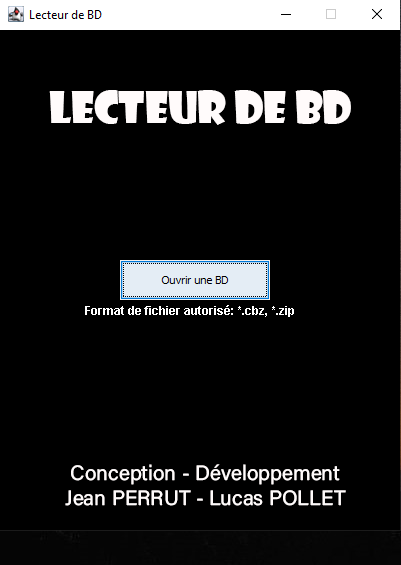 Lecteur de BD
LECTEUR DE BD
Ouvrir une BD
Format de fichier autorisé: *.cbz, *.zip
Conception - Développement
Jean PERRUT - Lucas POLLET